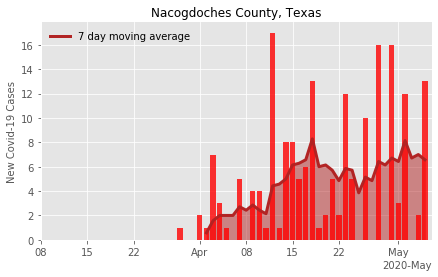 Nacogdoches County, Texas
7 day moving average
New Covid-19 Cases
16
14
12
10
8
6
4
2
0
08 15 22 Apr 08 15 22 May
2020-May